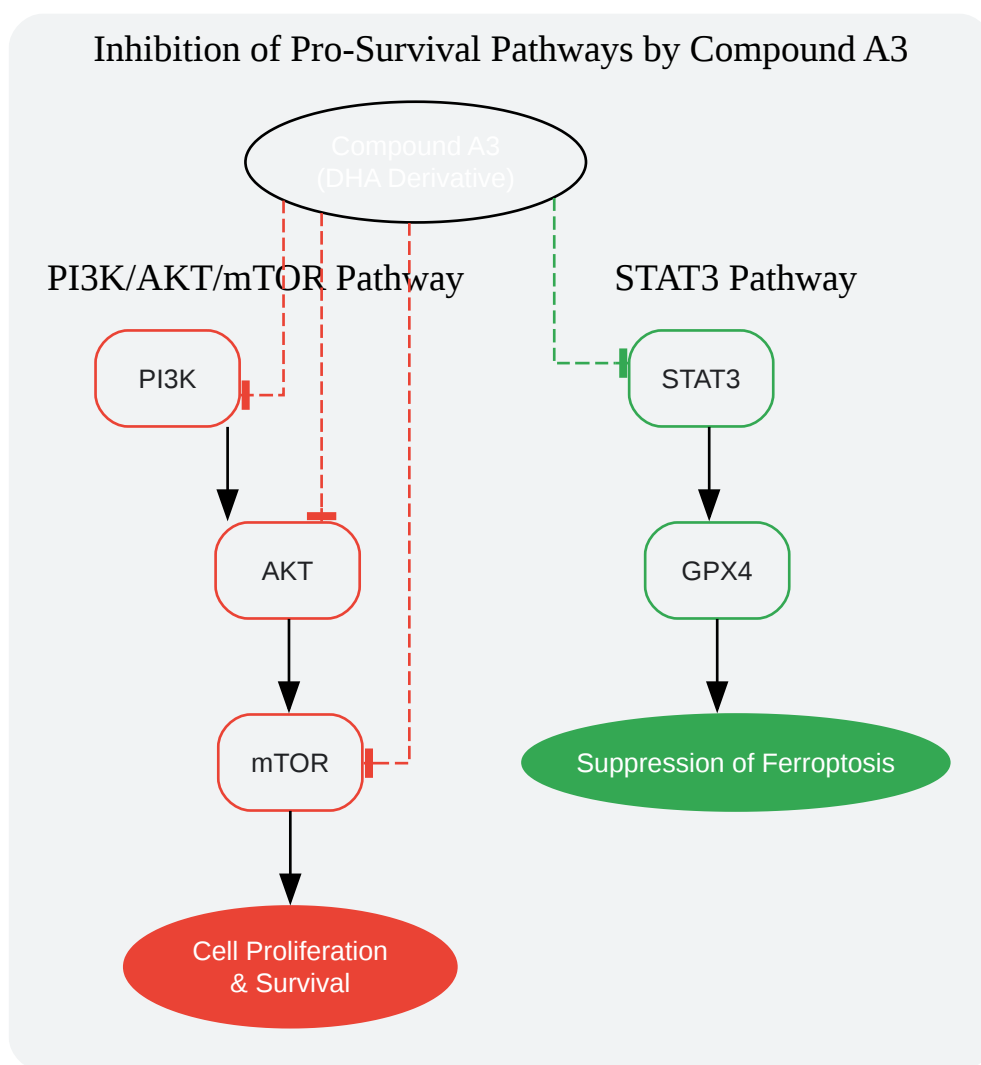 Inhibition of Pro-Survival Pathways by Compound A3
Compound A3
(DHA Derivative)
PI3K/AKT/mTOR Pathway
STAT3 Pathway
PI3K
STAT3
AKT
GPX4
mTOR
Suppression of Ferroptosis
Cell Proliferation
& Survival